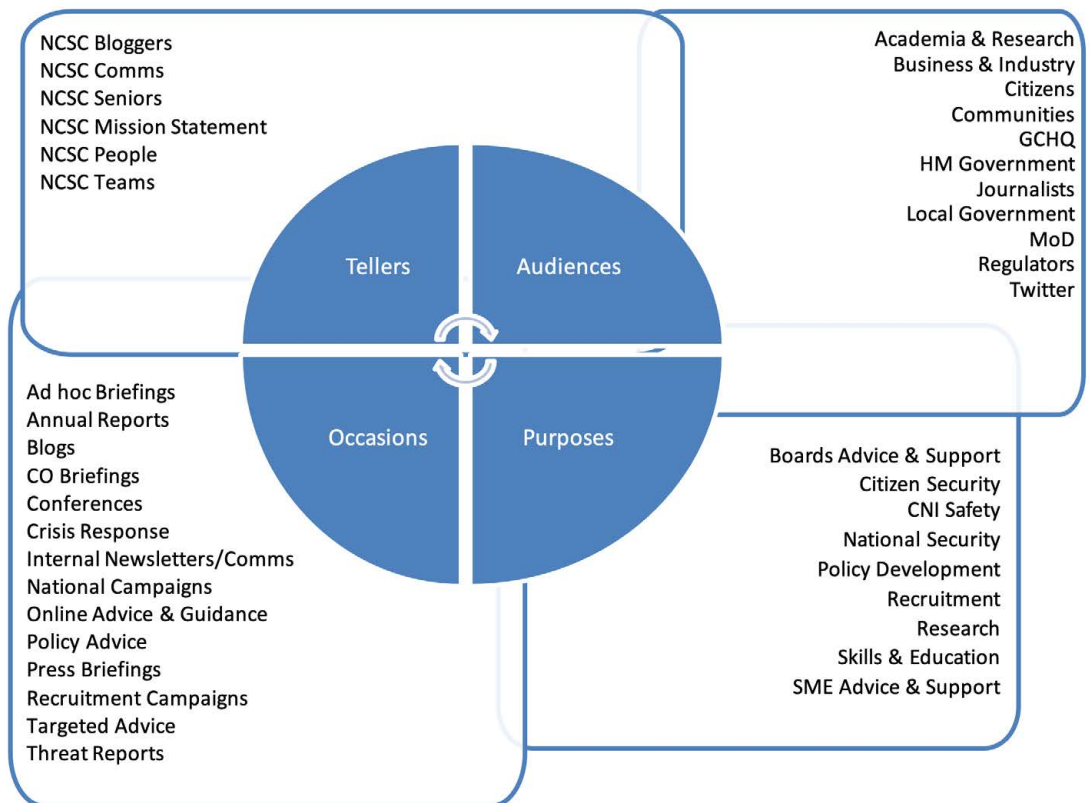 NCSC Bloggers
NCSC Comms
NCSC Seniors
NCSC Mission Statement
NCSC People
NCSC Teams
Academia & Research
Business & Industry
Citizens
Communities
GCHQ
HM Government
Journalists
Local Government
MoD
Regulators
Twitter
Tellers
Audiences
Occasions
Purposes
Ad hoc Briefings
Annual Reports
Blogs
CO Briefings
Conferences
Crisis Response
Internal Newsletters/Comms
National Campaigns
Online Advice & Guidance
Policy Advice
Press Briefings
Recruitment Campaigns
Targeted Advice
Threat Reports
Boards Advice & Support
Citizen Security
CNI Safety
National Security
Policy Development
Recruitment
Research
Skills & Education
SME Advice & Support